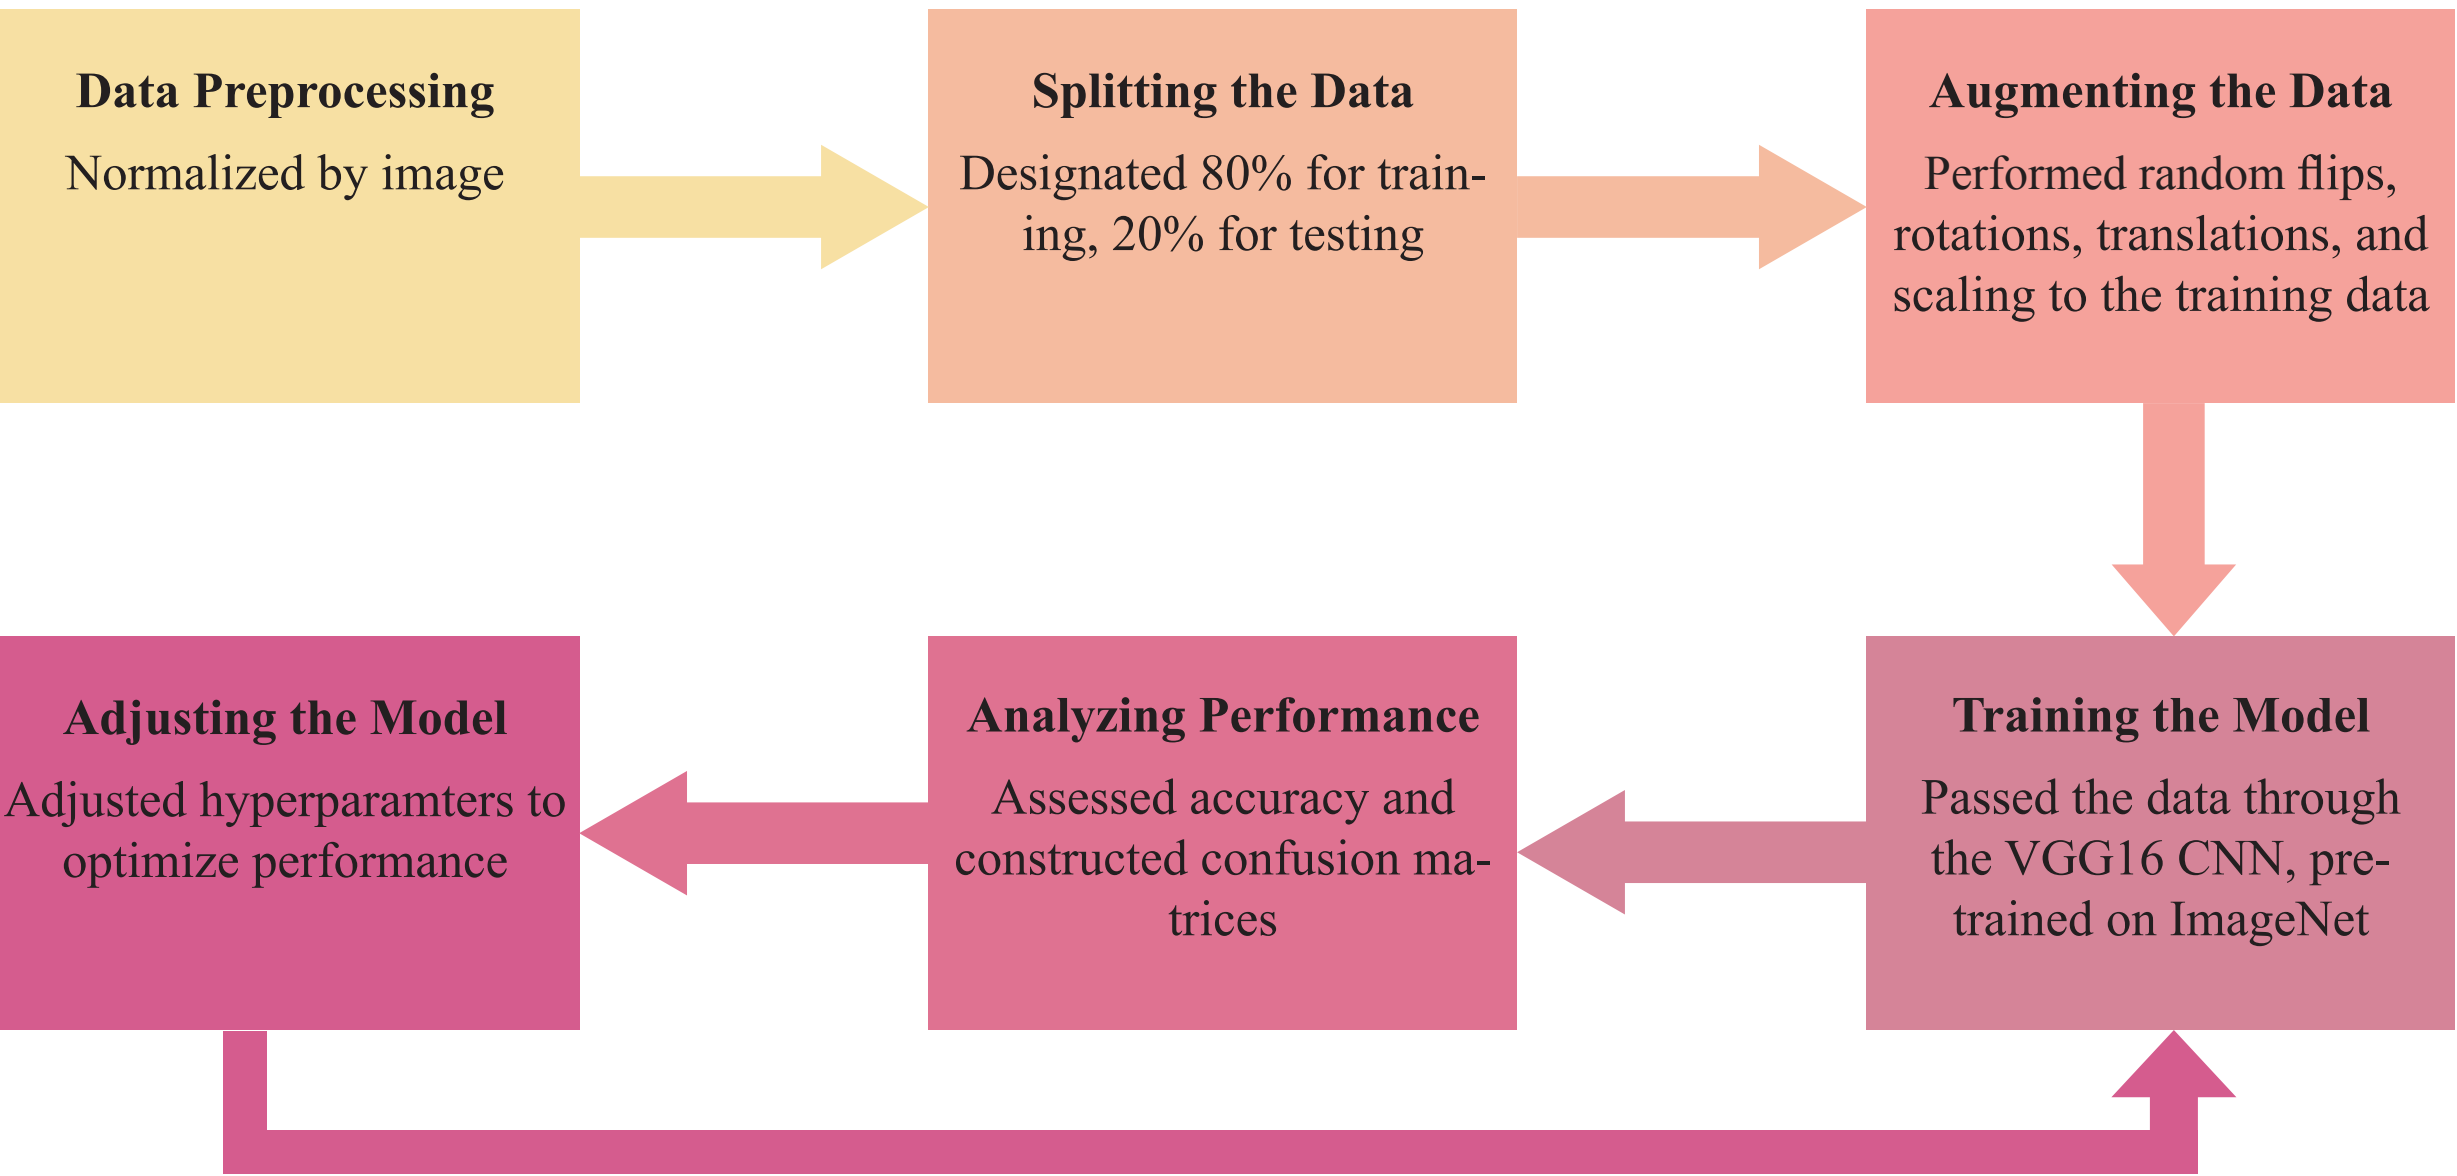 Data Preprocessing
Normalized by image
Splitting the Data
Designated 80% for train-
ing, 20% for testing
Augmenting the Data
Performed random flips,
rotations, translations, and
scaling to the training data
Training the Model
Passed the data through
the VGG16 CNN, pre-
trained on ImageNet
Analyzing Performance
Assessed accuracy and
constructed confusion ma-
trices
Adjusting the Model
Adjusted hyperparamters to
optimize performance